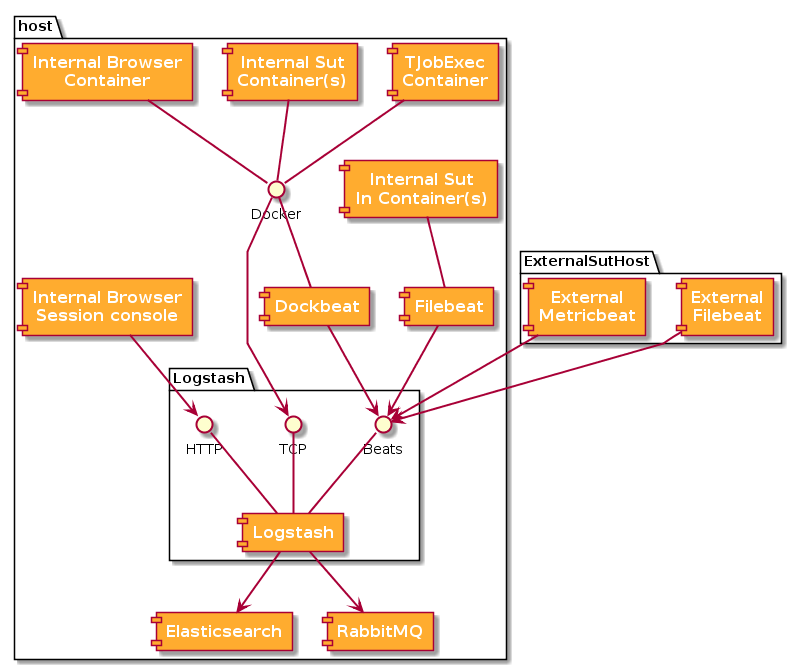 host
Internal Browser
Container
Internal Sut
Container(s)
TJobExec
Container
Internal Sut
In Container(s)
Docker
ExternalSutHost
Internal Browser
Session console
Dockbeat
Filebeat
External
Metricbeat
External
Filebeat
Logstash
HTTP
TCP
Beats
Logstash
Elasticsearch
RabbitMQ